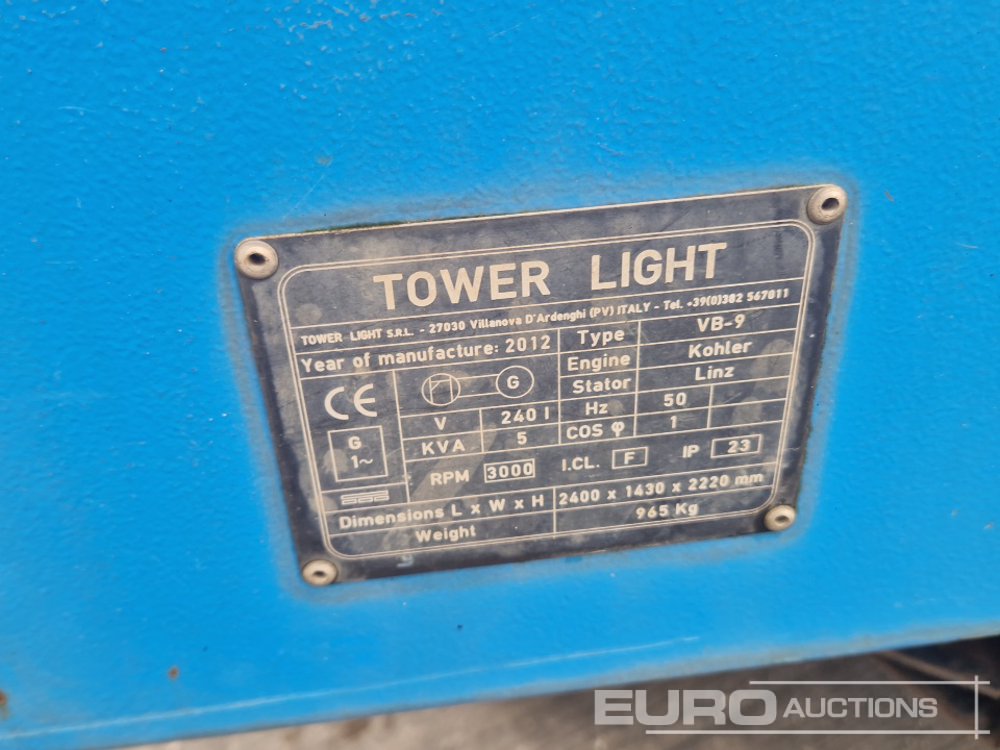 TOWER LIGHT
TOWER LIGHT S.R.L. - 27030 Villanova D'Ardenghi (PV) ITALY - Tel. +39(0)382 567011
Year of manufacture: 2012
Type VB-9
Engine Kohler
Stator Linz
CE G
V 240 I Hz 50
G 1~ KVA 5 COS φ 1
RPM 3000 I.CL. F IP 23
Dimensions L x W x H 2400 x 1430 x 2220 mm
Weight 965 Kg
EURO AUCTIONS